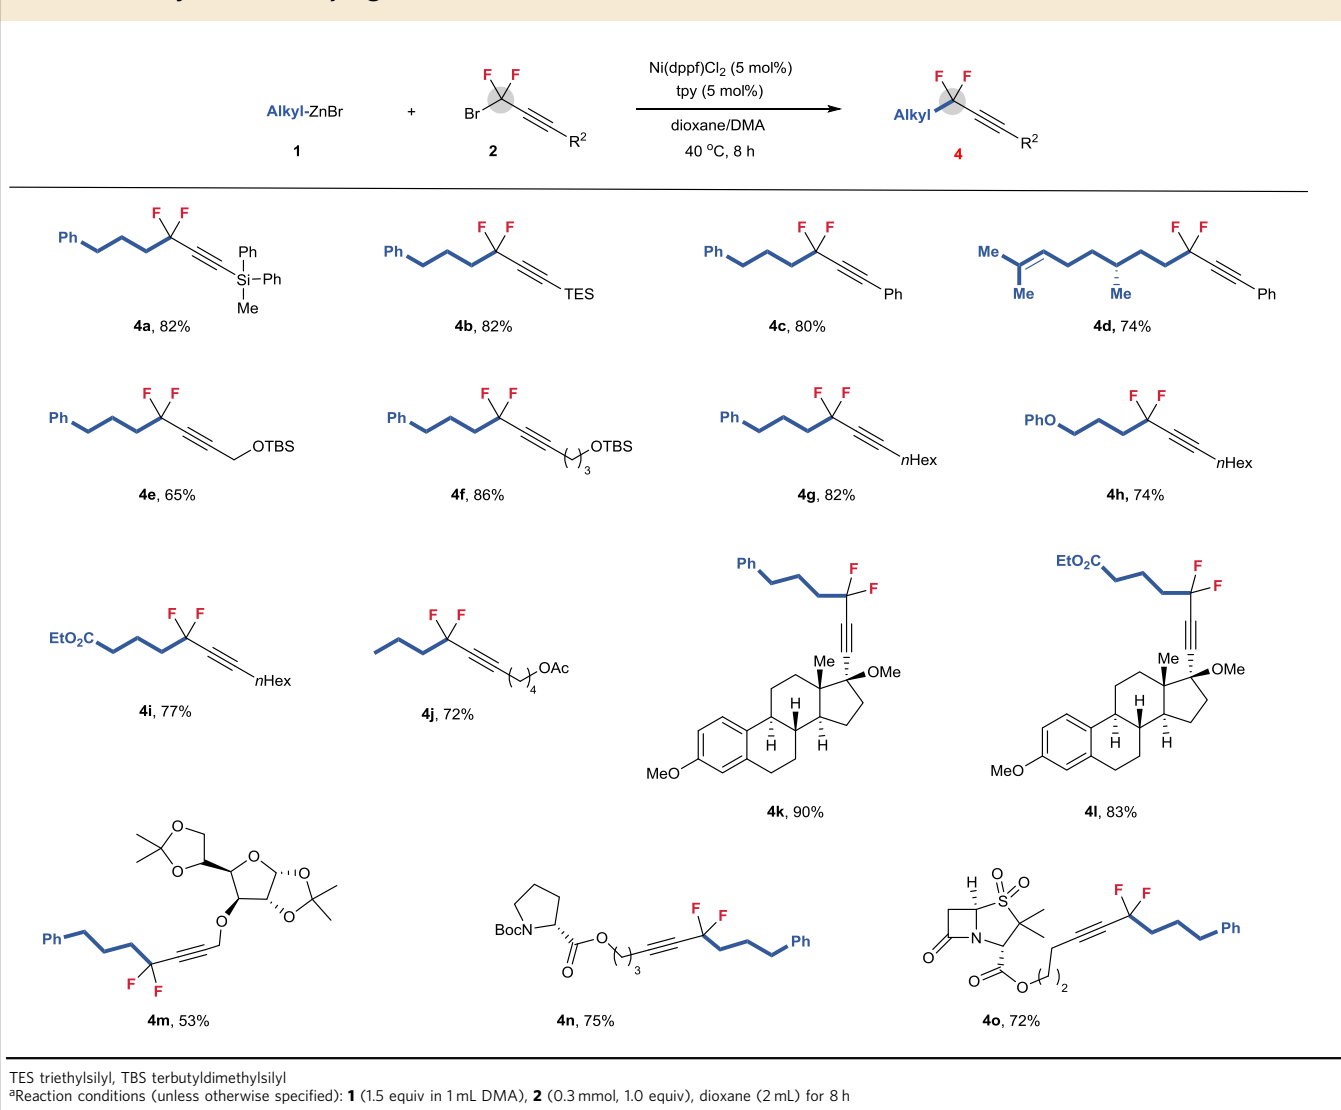 F F
Ni(dppf)Cl2 (5 mol%)
F F
tpy (5 mol%)
Alkyl-ZnBr + Br R2
dioxane/DMA
Alkyl R2
1 2 40 oC, 8 h 4
F F
Ph
Ph
Si Ph
Me
4a, 82%
F F
Ph
TES
4b, 82%
F F
Ph
Ph
4c, 80%
F F
Me
Me Me
Ph
4d, 74%
F F
Ph
OTBS
4e, 65%
F F
Ph
OTBS
3
4f, 86%
F F
Ph
nHex
4g, 82%
F F
PhO
nHex
4h, 74%
F F
EtO2C
nHex
4i, 77%
F F
OAc
4
4j, 72%
Ph
F
F
Me
OMe
H
H H
MeO
4k, 90%
EtO2C
F
F
Me
OMe
H
H H
MeO
4l, 83%
O
O
O
O
O
O
Ph
F F
4m, 53%
BocN
O
O
3
F F
Ph
4n, 75%
H
O O
S
N
O
O
O
2
F F
Ph
4o, 72%
TES triethylsilyl, TBS terbutyldimethylsilyl
aReaction conditions (unless otherwise specified): 1 (1.5 equiv in 1 mL DMA), 2 (0.3 mmol, 1.0 equiv), dioxane (2 mL) for 8 h